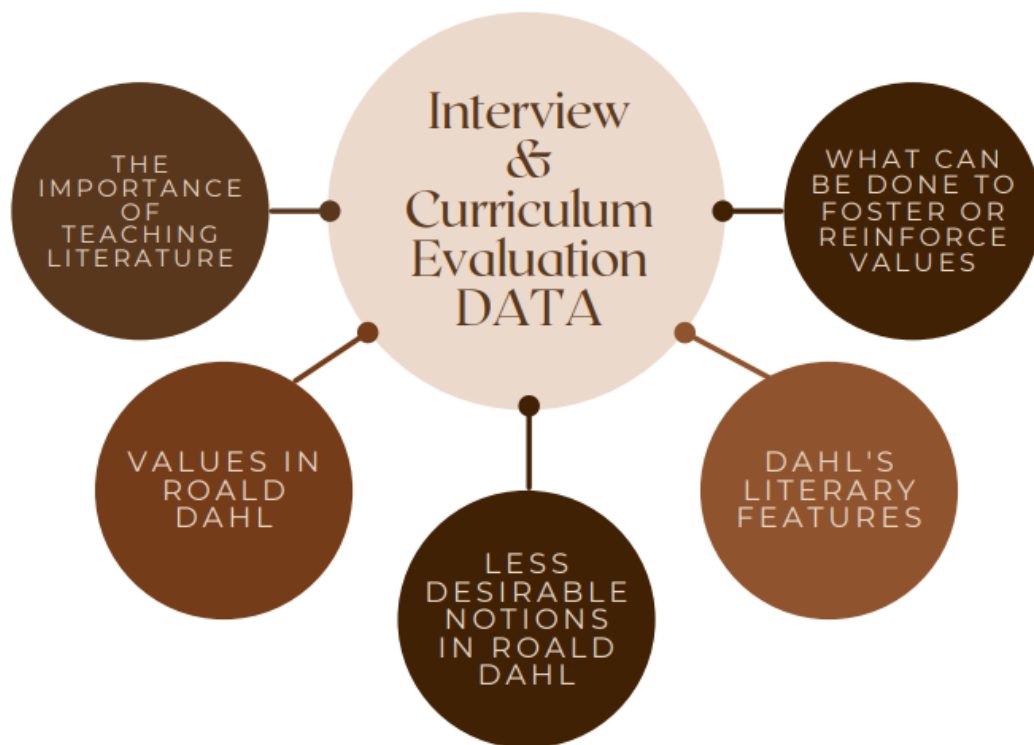 Interview
&
Curriculum
Evaluation
DATA
THE
IMPORTANCE
OF
TEACHING
LITERATURE
VALUES IN
ROALD
DAHL
LESS
DESIRABLE
NOTIONS
IN ROALD
DAHL
DAHL'S
LITERARY
FEATURES
WHAT CAN
BE DONE TO
FOSTER OR
REINFORCE
VALUES